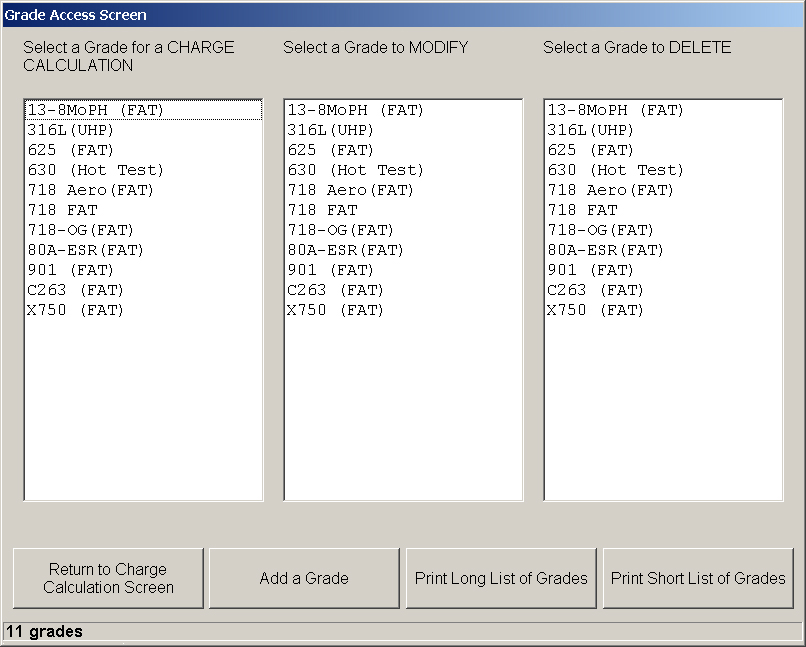 Grade Access Screen
Select a Grade for a CHARGE
CALCULATION
13-8MoPH (FAT)
316L(UHP)
625 (FAT)
630 (Hot Test)
718 Aero(FAT)
718 FAT
718-OG(FAT)
80A-ESR(FAT)
901 (FAT)
C263 (FAT)
X750 (FAT)
Select a Grade to MODIFY
13-8MoPH (FAT)
316L(UHP)
625 (FAT)
630 (Hot Test)
718 Aero(FAT)
718 FAT
718-OG(FAT)
80A-ESR(FAT)
901 (FAT)
C263 (FAT)
X750 (FAT)
Select a Grade to DELETE
13-8MoPH (FAT)
316L(UHP)
625 (FAT)
630 (Hot Test)
718 Aero(FAT)
718 FAT
718-OG(FAT)
80A-ESR(FAT)
901 (FAT)
C263 (FAT)
X750 (FAT)
Return to Charge
Calculation Screen
Add a Grade
Print Long List of Grades
Print Short List of Grades
11 grades